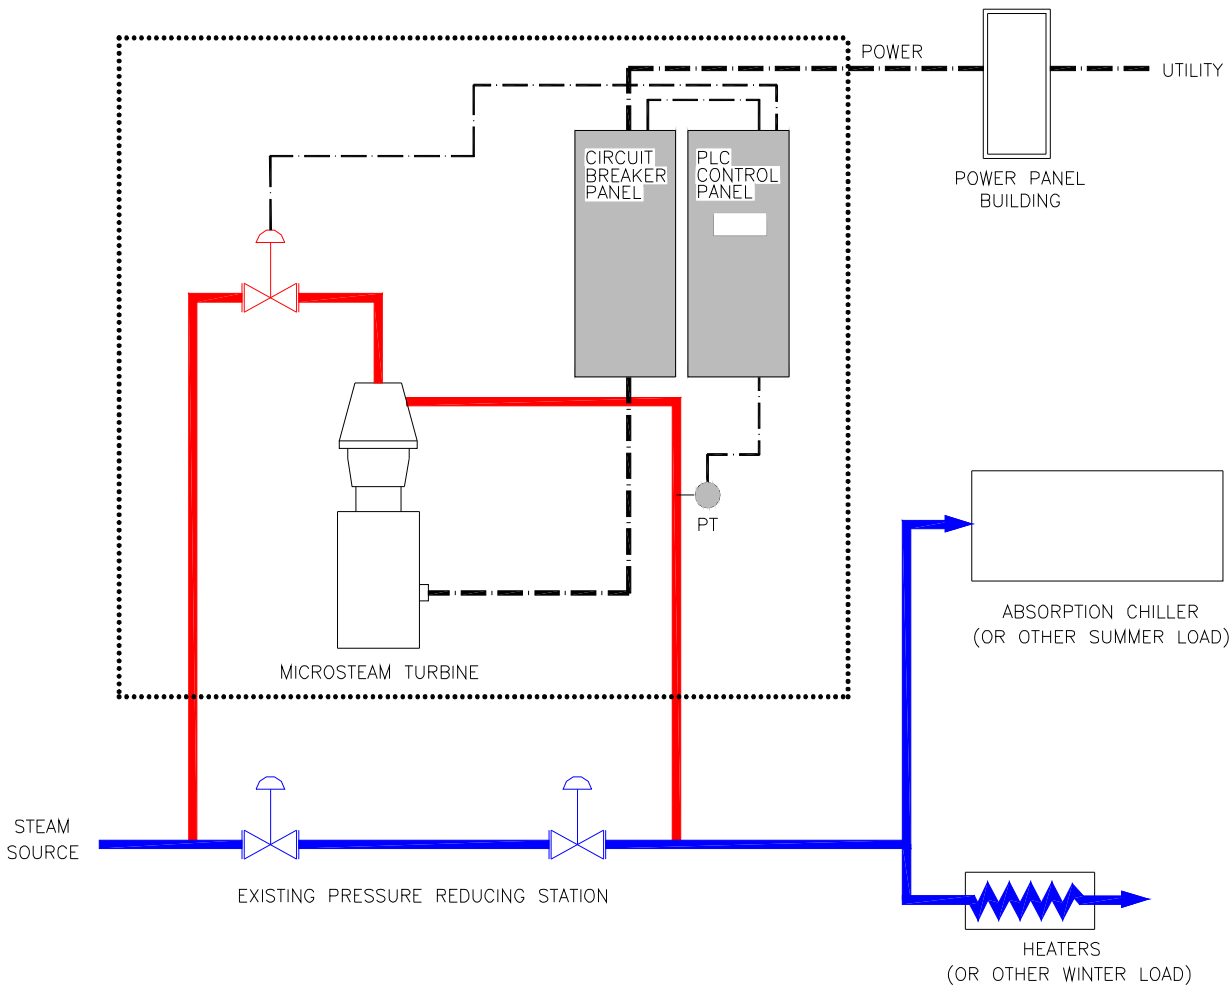 POWER
UTILITY
CIRCUIT
BREAKER
PANEL
PLC
CONTROL
PANEL
POWER PANEL
BUILDING
PT
ABSORPTION CHILLER
(OR OTHER SUMMER LOAD)
MICROSTEAM TURBINE
STEAM
SOURCE
EXISTING PRESSURE REDUCING STATION
HEATERS
(OR OTHER WINTER LOAD)